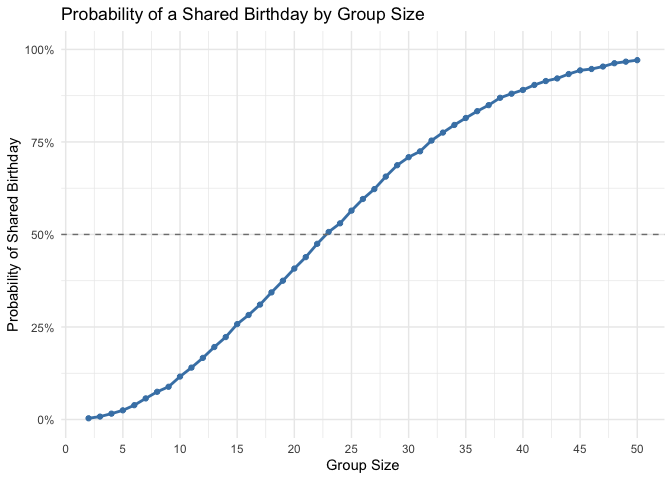 Probability of a Shared Birthday by Group Size
100%
75%
50%
25%
0%
Probability of Shared Birthday
0 5 10 15 20 25 30 35 40 45 50
Group Size